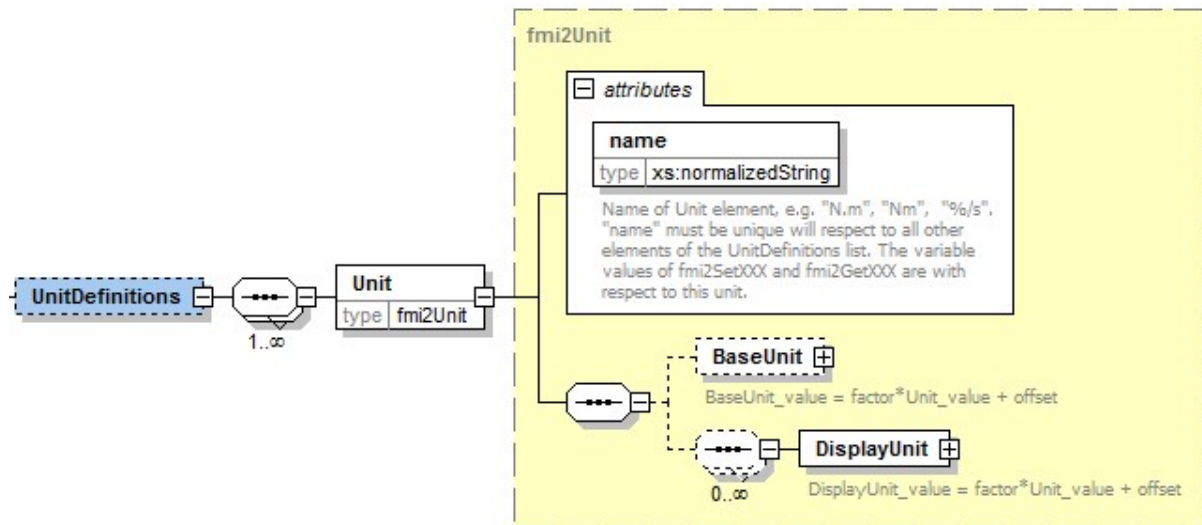 fmi2Unit
attributes
name
type xs:normalizedString
Name of Unit element, e.g. "N.m", "Nm", "%/s".
"name" must be unique will respect to all other
elements of the UnitDefinitions list. The variable
values of fmi2SetXXX and fmi2GetXXX are with
respect to this unit.
UnitDefinitions
1..∞
Unit
type fmi2Unit
BaseUnit
BaseUnit_value = factor*Unit_value + offset
0..∞
DisplayUnit
DisplayUnit_value = factor*Unit_value + offset